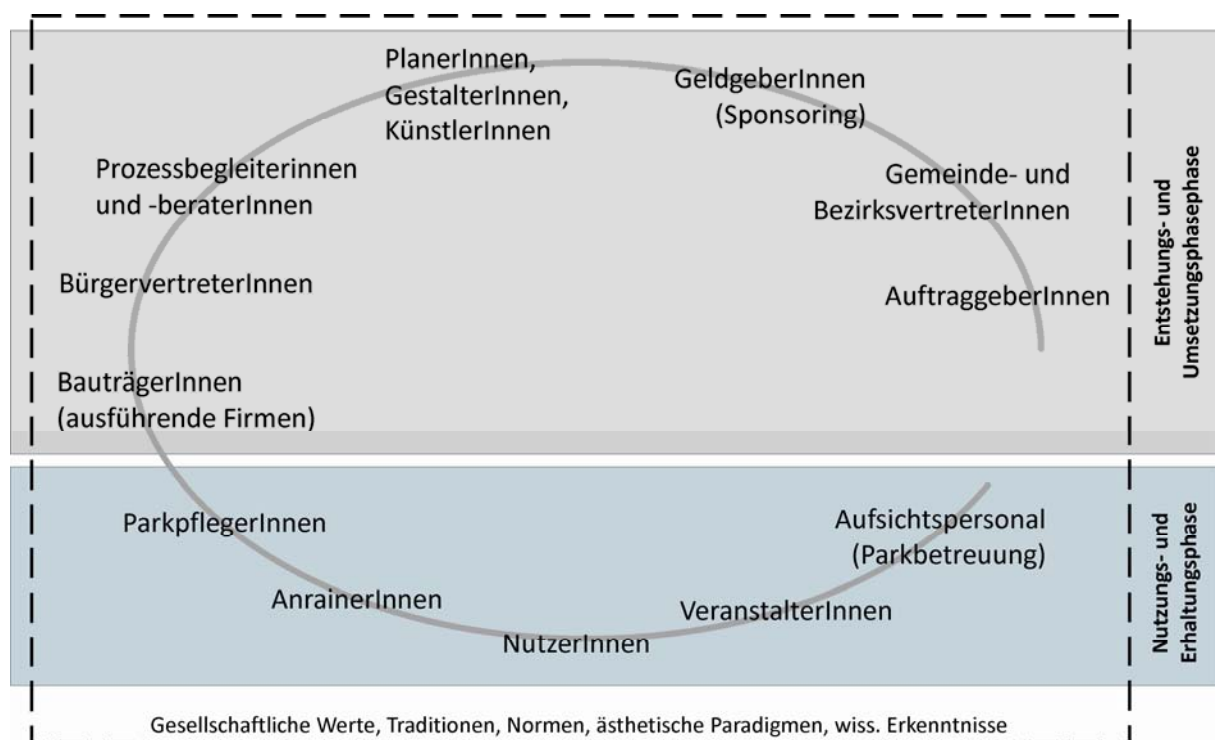 PlanerInnen,
GestalterInnen,
KünstlerInnen
GeldgeberInnen
(Sponsoring)
Prozessbegleiterinnen
und -beraterInnen
Gemeinde- und
BezirksvertreterInnen
BürgervertreterInnen
AuftraggeberInnen
BauträgerInnen
(ausführende Firmen)
Entstehungs- und
Umsetzungsphasephase
ParkpflegerInnen
Aufsichtspersonal
(Parkbetreuung)
AnrainerInnen
VeranstalterInnen
NutzerInnen
Nutzungs- und
Erhaltungsphase
Gesellschaftliche Werte, Traditionen, Normen, ästhetische Paradigmen, wiss. Erkenntnisse